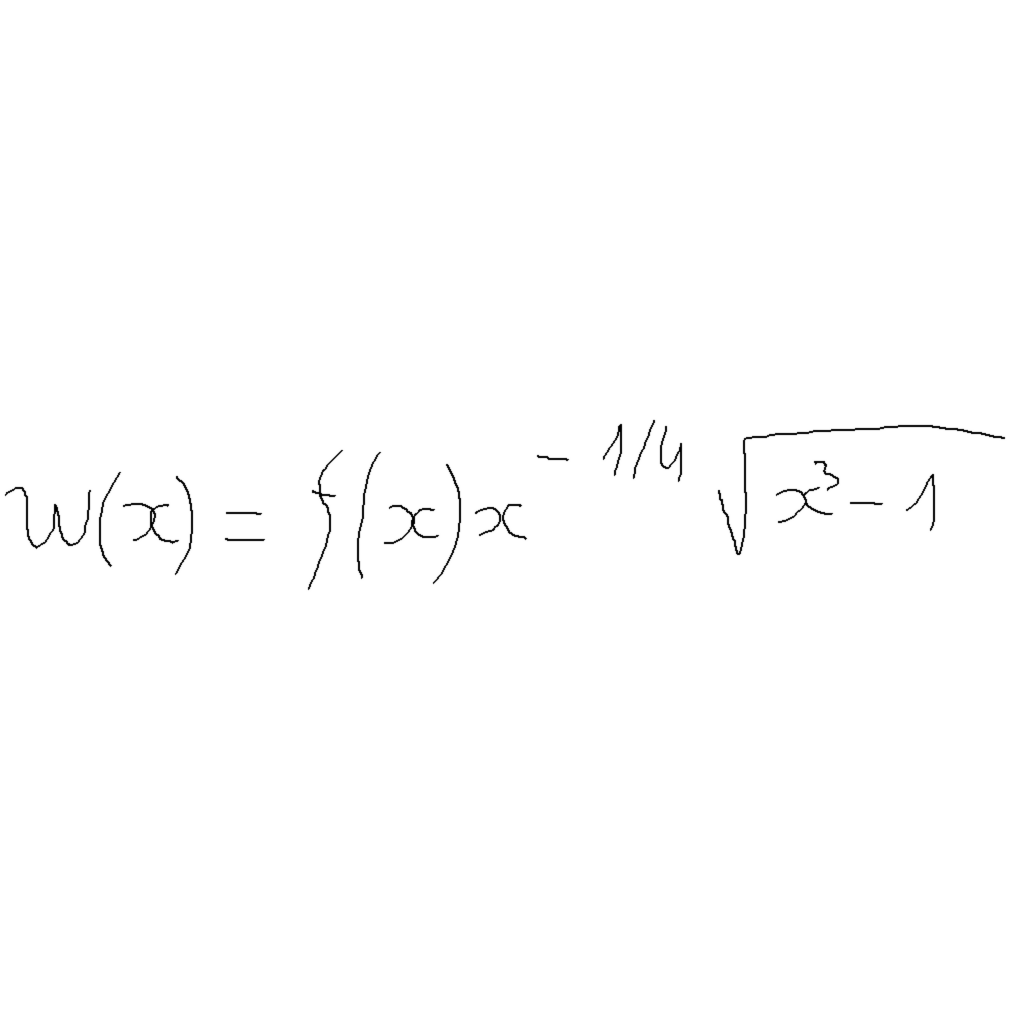 W(x) = f(x)x^{-1/4} \sqrt{x^3 - 1}